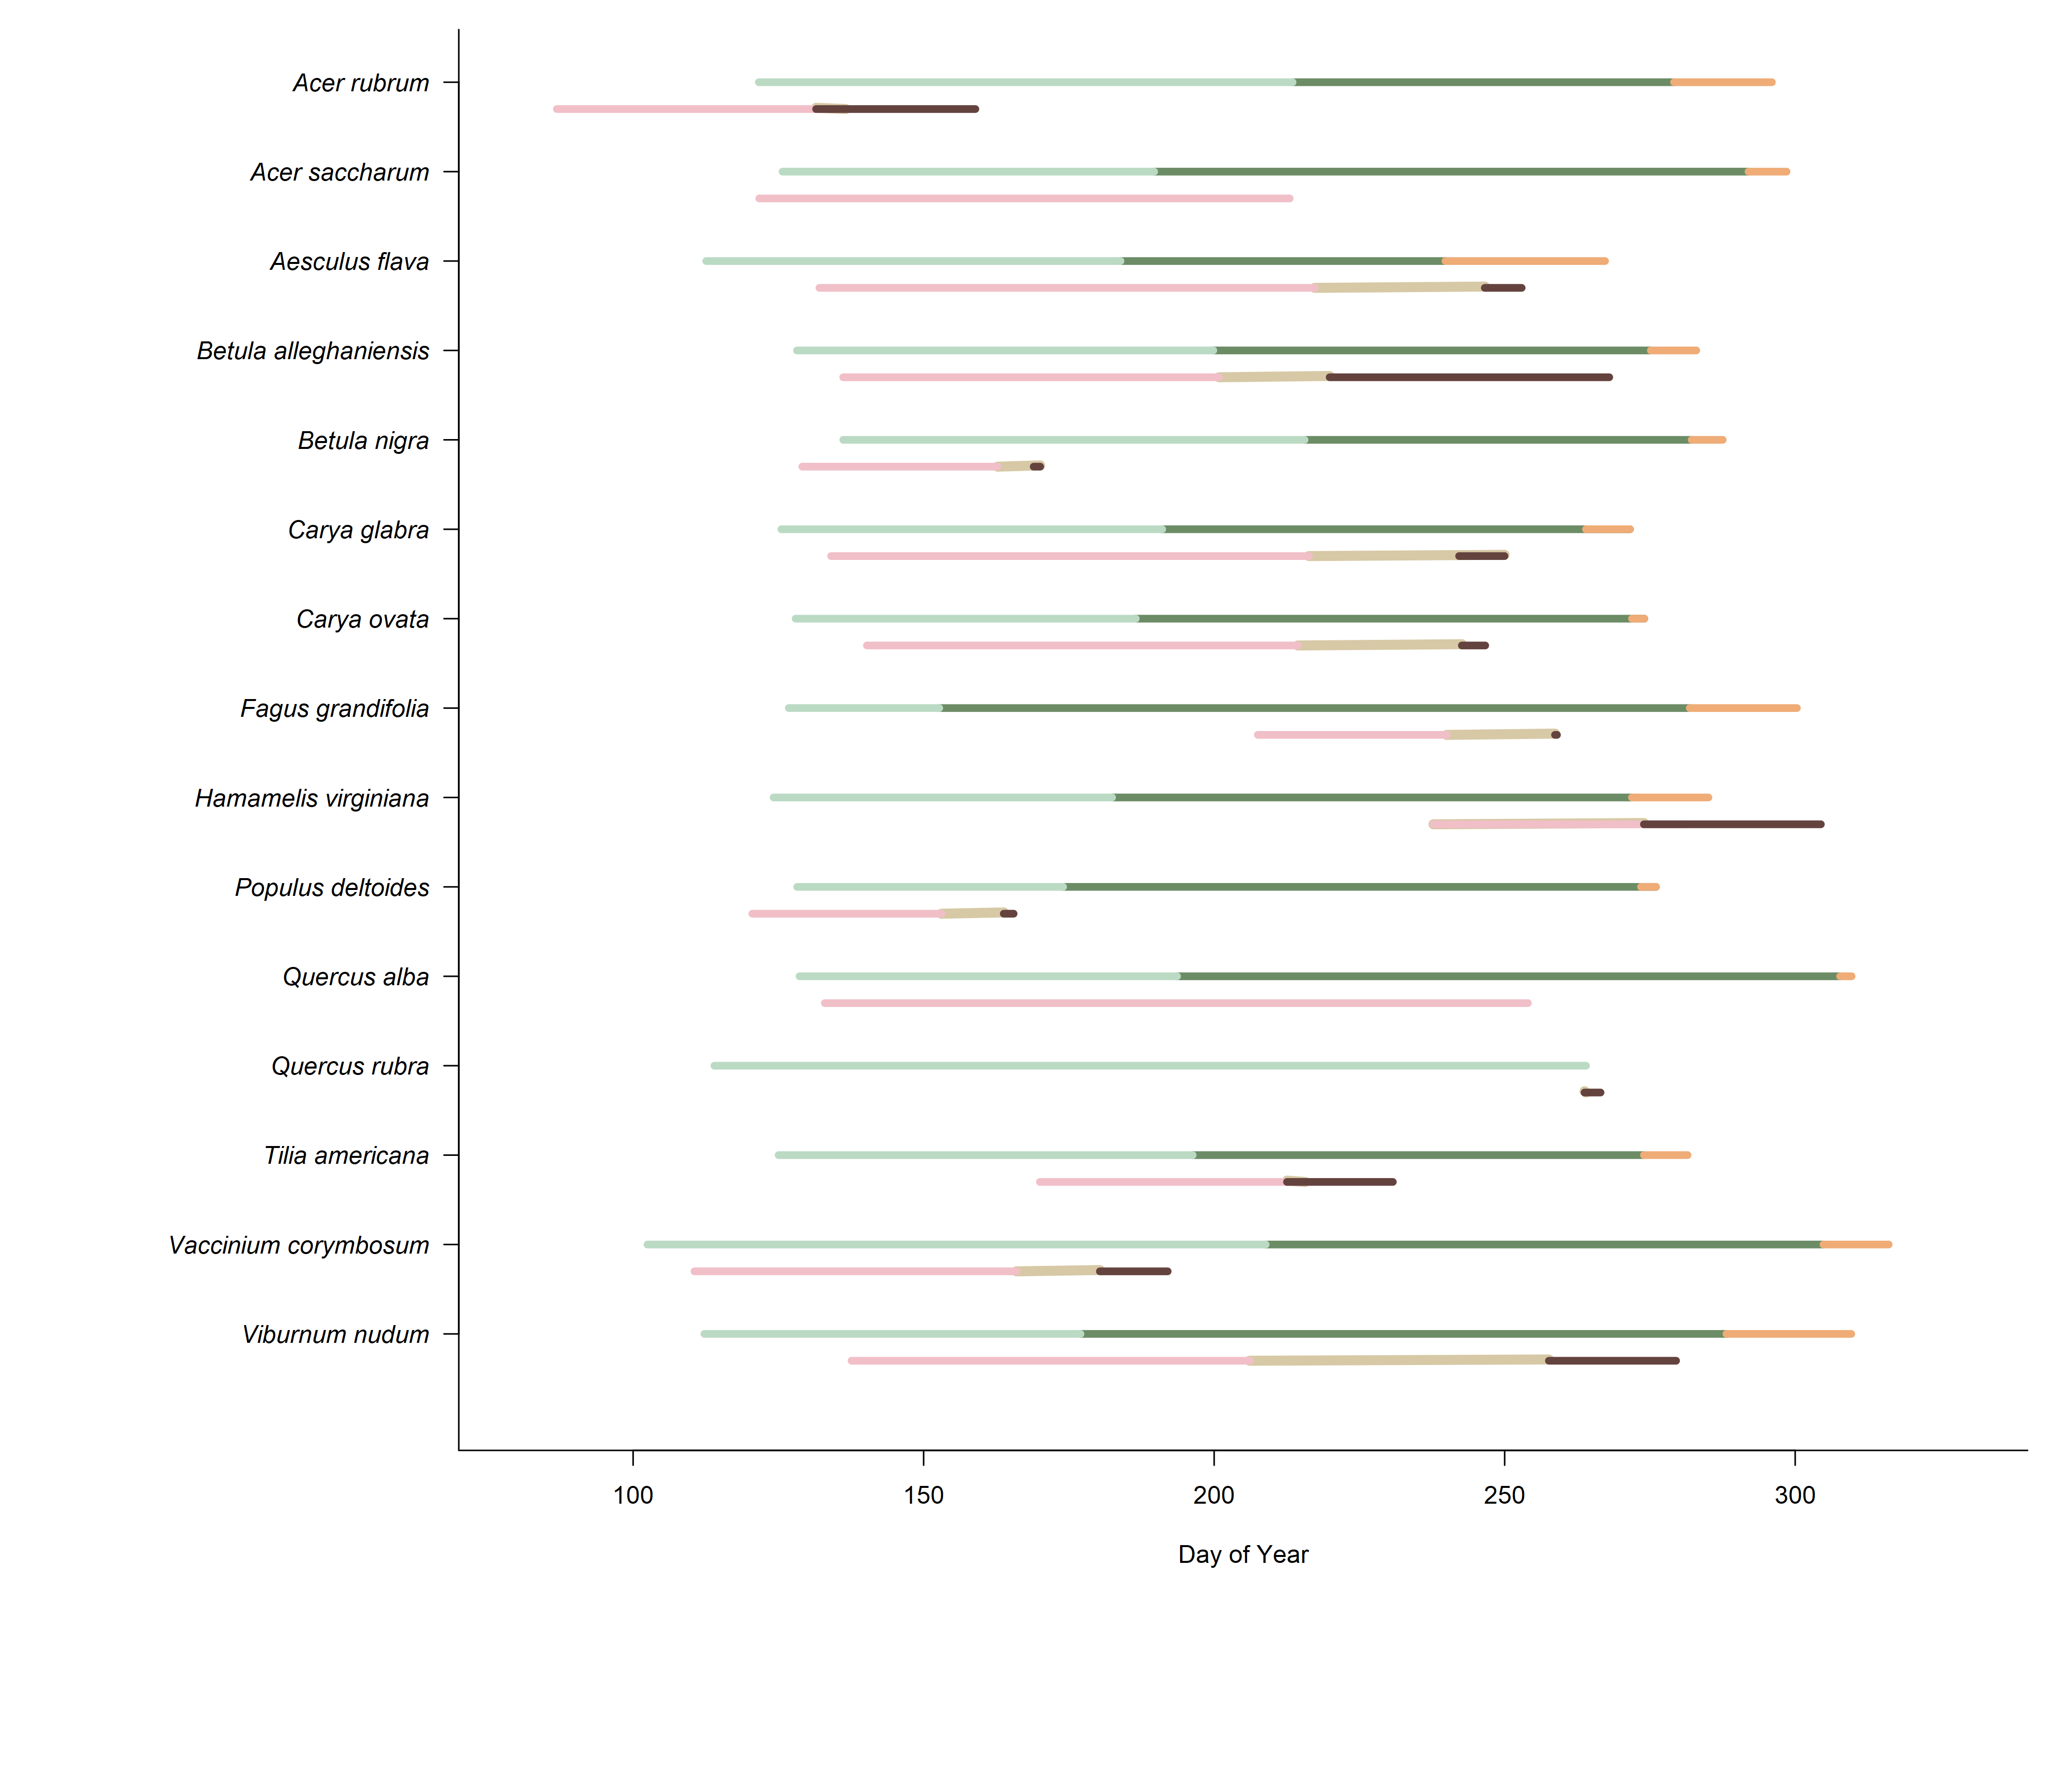 Acer rubrum
Acer saccharum
Aesculus flava
Betula alleghaniensis
Betula nigra
Carya glabra
Carya ovata
Fagus grandifolia
Hamamelis virginiana
Populus deltoides
Quercus alba
Quercus rubra
Tilia americana
Vaccinium corymbosum
Viburnum nudum
100 150 200 250 300
Day of Year